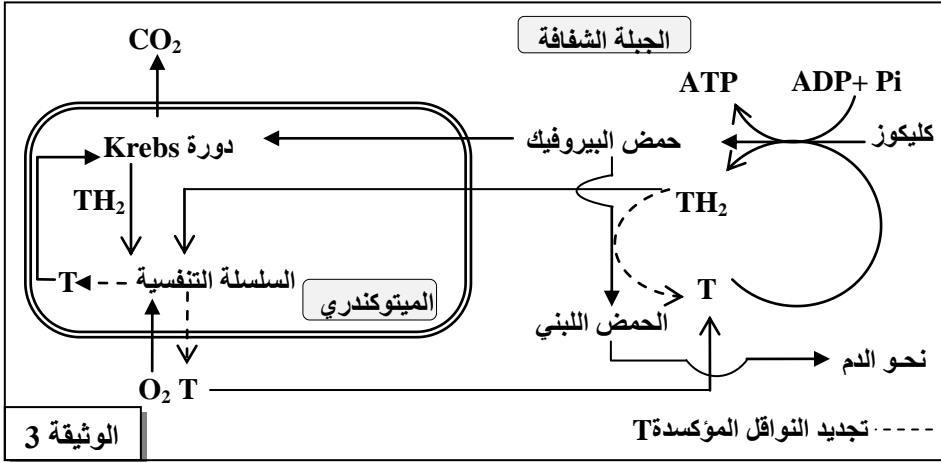 الجبلة الشفافة
CO₂
ATP
ADP+ Pi
كليكوز
حمض البيروفيك
دورة Krebs
TH₂
TH₂
T
السلسلة التنفسية
T
الميتوكندري
الحمض اللبني
نحو الدم
O₂ T
تجديد النواقل المؤكسدةT
الوثيقة 3